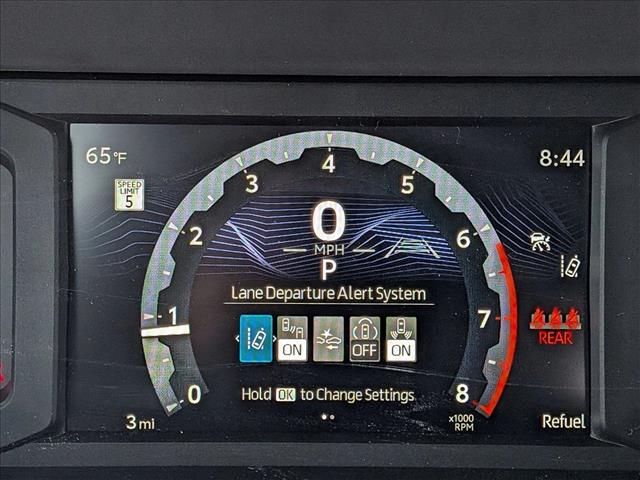 65°F
8:44
SPEED
LIMIT
5
0
MPH
P
0
1
2
3
4
5
6
7
8
x1000
RPM
Lane Departure Alert System
ON
OFF
ON
Hold OK to Change Settings
REAR
3 mi
Refuel